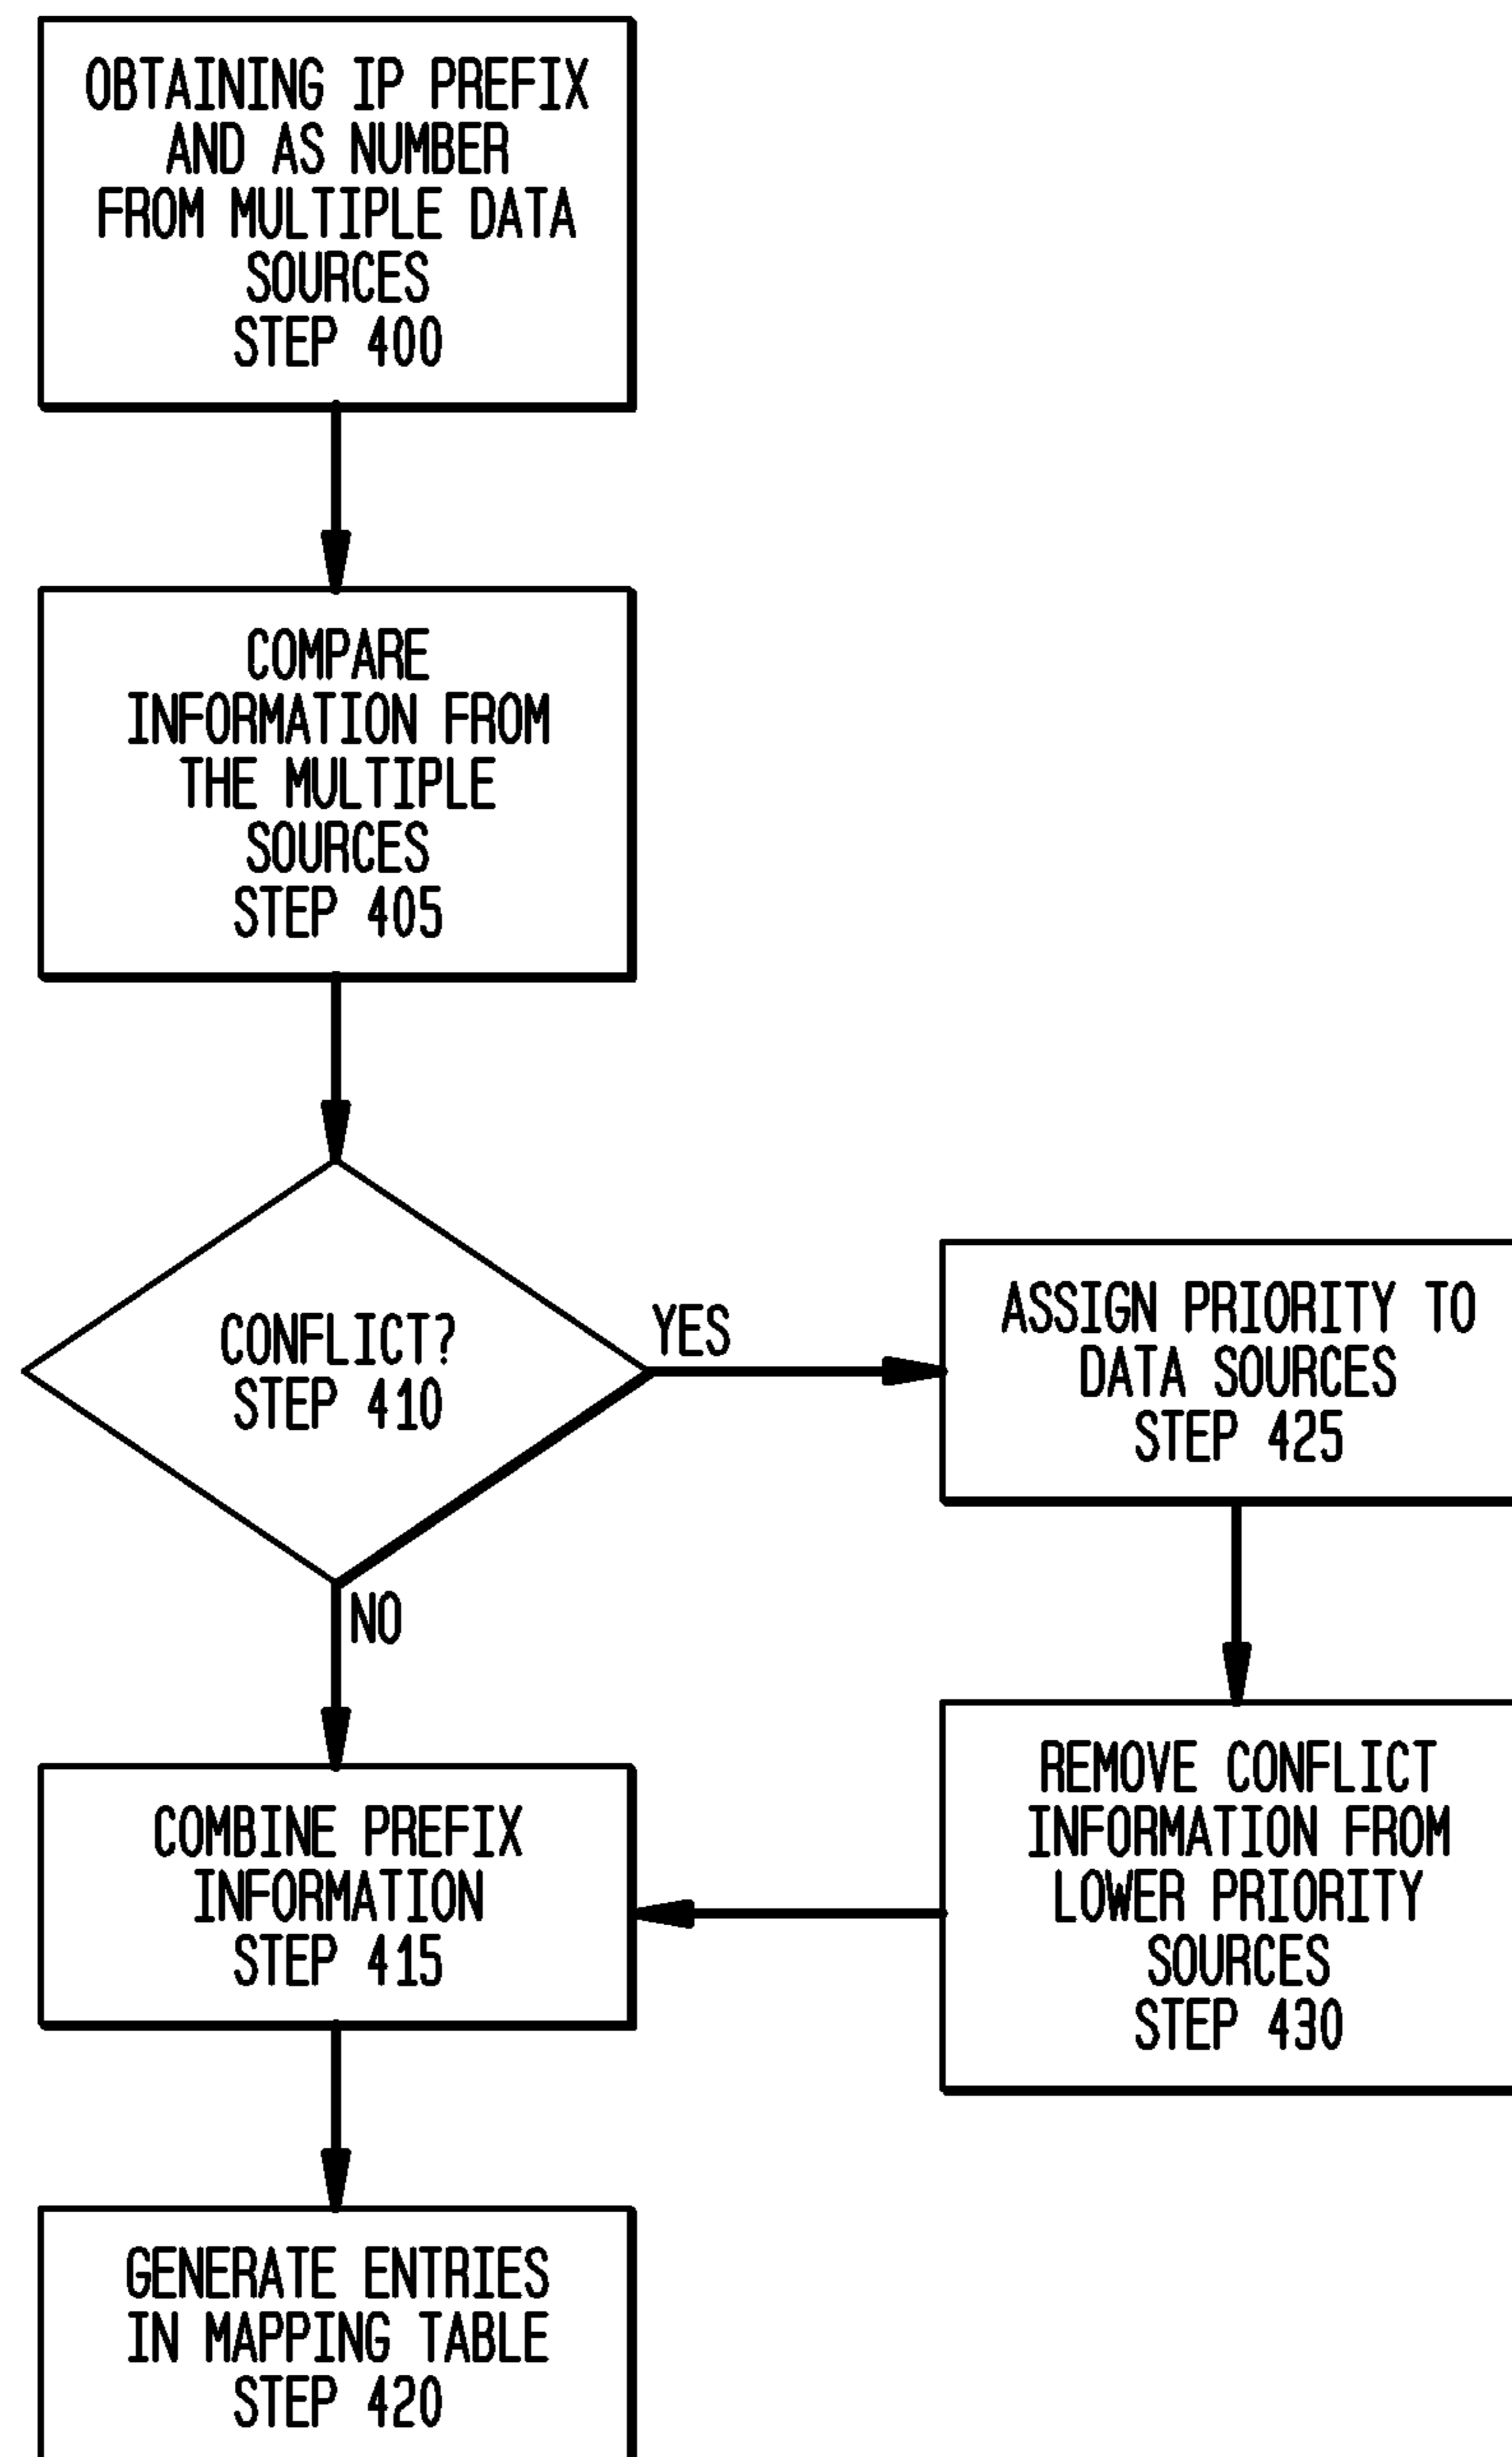 OBTAINING IP PREFIX
AND AS NUMBER
FROM MULTIPLE DATA
SOURCES
STEP 400
COMPARE
INFORMATION FROM
THE MULTIPLE
SOURCES
STEP 405
CONFLICT?
STEP 410
YES
NO
ASSIGN PRIORITY TO
DATA SOURCES
STEP 425
REMOVE CONFLICT
INFORMATION FROM
LOWER PRIORITY
SOURCES
STEP 430
COMBINE PREFIX
INFORMATION
STEP 415
GENERATE ENTRIES
IN MAPPING TABLE
STEP 420